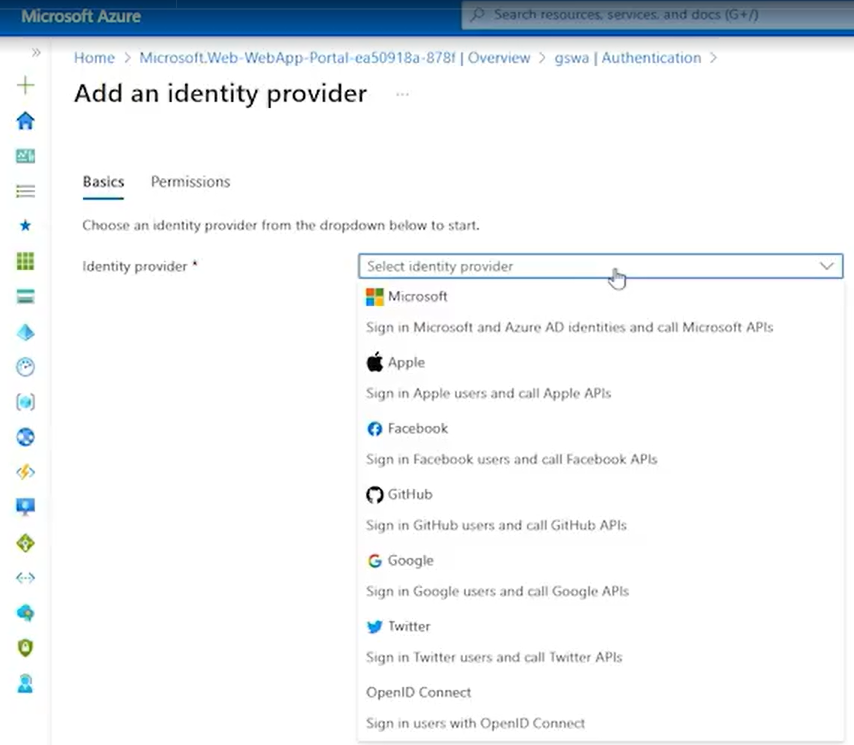 Microsoft Azure
Search resources, services, and docs (G+/)
Home > Microsoft.Web-WebApp-Portal-ea50918a-878f | Overview > gswa | Authentication >
Add an identity provider ...
Basics Permissions
Choose an identity provider from the dropdown below to start.
Identity provider * Select identity provider
Microsoft
Sign in Microsoft and Azure AD identities and call Microsoft APIs
Apple
Sign in Apple users and call Apple APIs
Facebook
Sign in Facebook users and call Facebook APIs
GitHub
Sign in GitHub users and call GitHub APIs
Google
Sign in Google users and call Google APIs
Twitter
Sign in Twitter users and call Twitter APIs
OpenID Connect
Sign in users with OpenID Connect